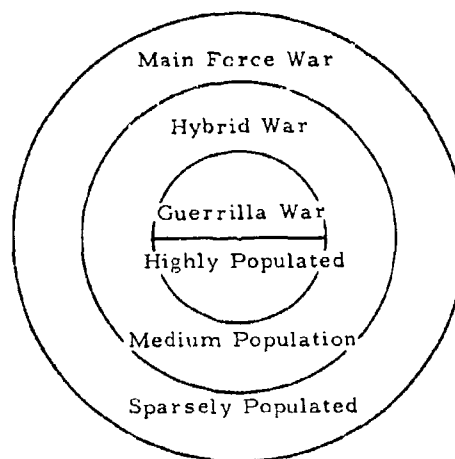 Main Force War
Hybrid War
Guerrilla War
Highly Populated
Medium Population
Sparsely Populated